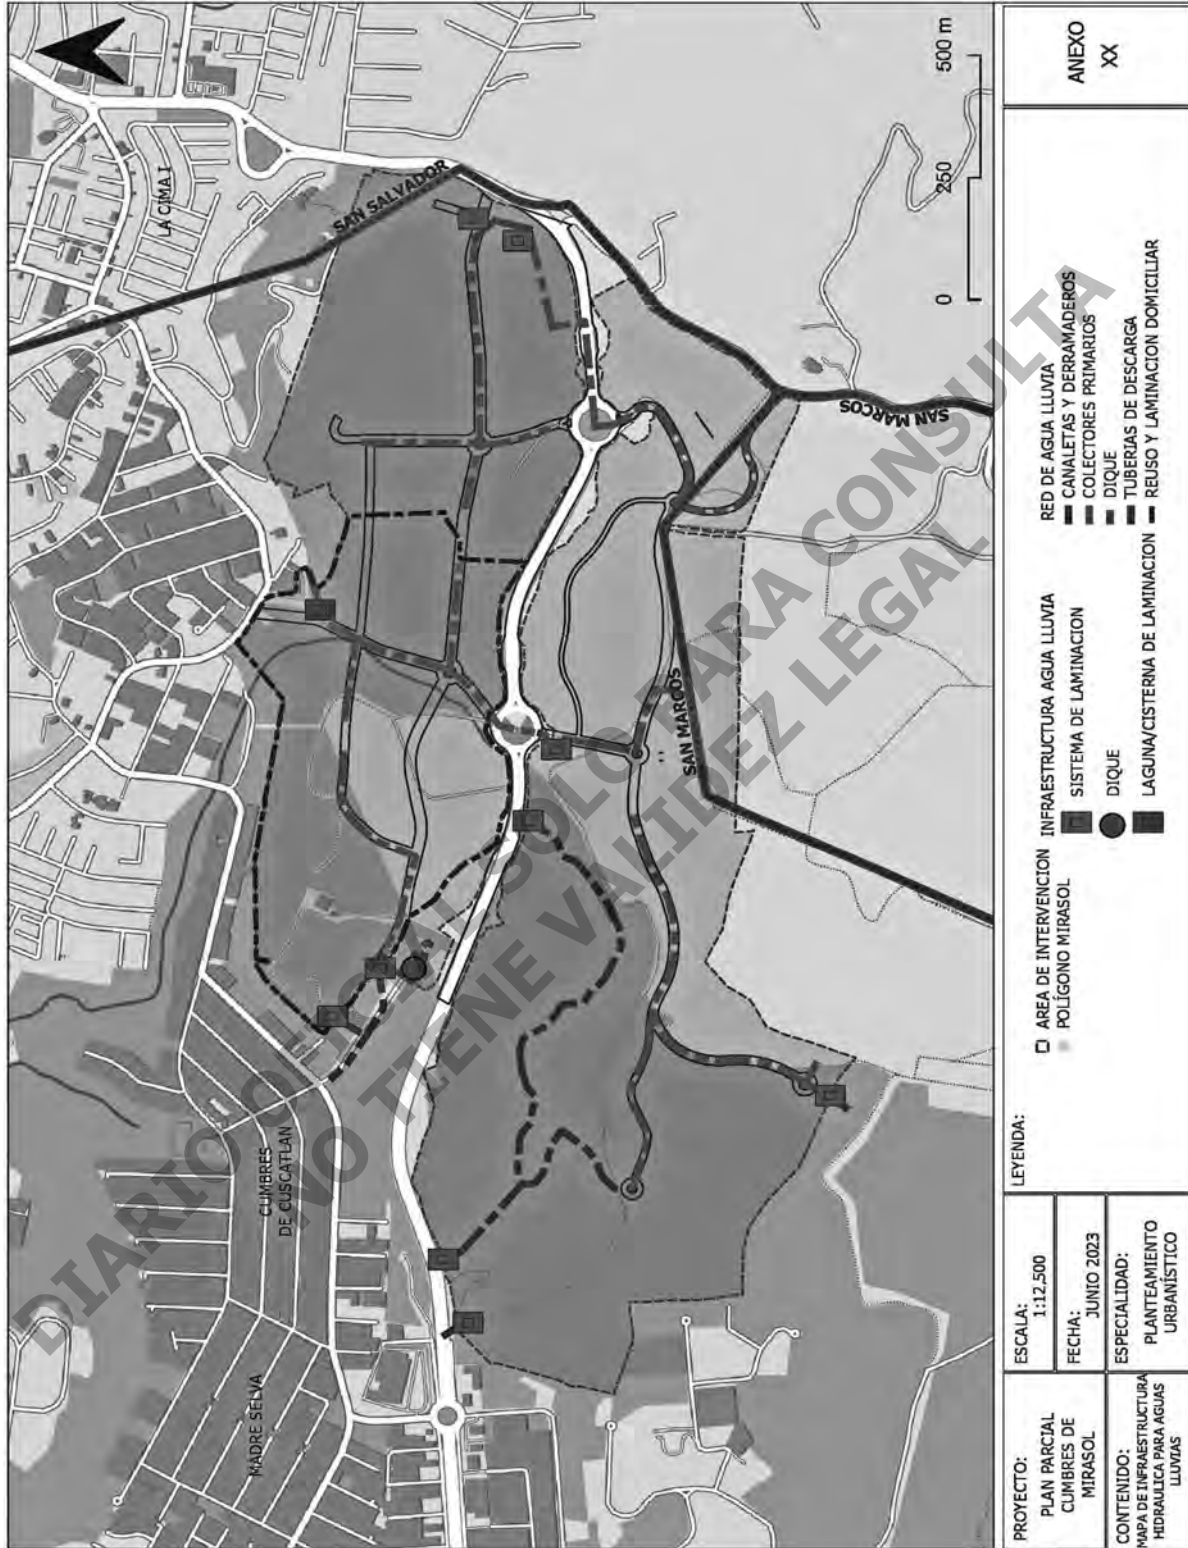 MADRE SELVA
CUMBRES
DE CUSCATLAN
LA CIMA I
SAN SALVADOR
SAN MARCOS
SAN MARCOS
0
250
500 m
DIARIO OFICIAL SOLO PARA CONSULTA
NO TIENE VALIDEZ LEGAL
PROYECTO:
PLAN PARCIAL
CUMBRES DE
MIRASOL
CONTENIDO:
MAPA DE INFRAESTRUCTURA
HIDRAULICA PARA AGUAS
LLUVIAS
ESCALA:
1:12,500
FECHA:
JUNIO 2023
ESPECIALIDAD:
PLANTEAMIENTO
URBANÍSTICO
LEYENDA:
AREA DE INTERVENCION
POLÍGONO MIRASOL
INFRAESTRUCTURA AGUA LLUVIA
SISTEMA DE LAMINACION
DIQUE
LAGUNA/CISTERNA DE LAMINACION
RED DE AGUA LLUVIA
CANALETAS Y DERRAMADEROS
COLECTORES PRIMARIOS
DIQUE
TUBERIAS DE DESCARGA
REUSO Y LAMINACION DOMICILIAR
ANEXO
XX